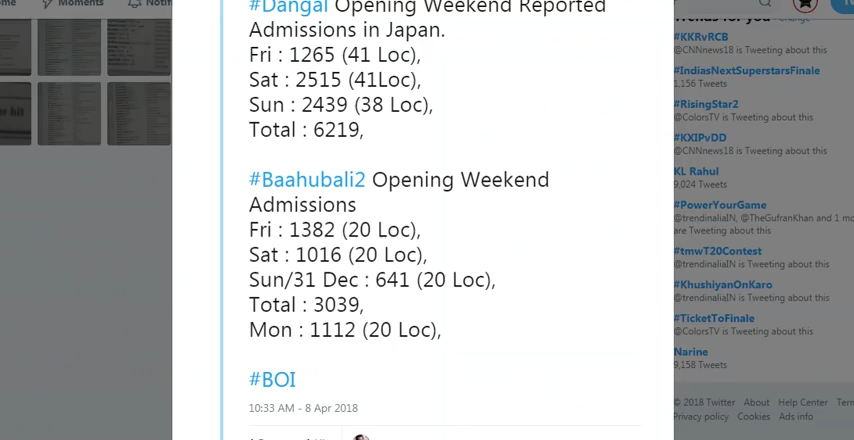 Moments
#Dangal Opening Weekend Reported
Admissions in Japan.
Fri : 1265 (41 Loc),
Sat : 2515 (41Loc),
Sun : 2439 (38 Loc),
Total : 6219,
#Baahubali2 Opening Weekend
Admissions
Fri : 1382 (20 Loc),
Sat : 1016 (20 Loc),
Sun/31 Dec : 641 (20 Loc),
Total : 3039,
Mon : 1112 (20 Loc),
#BOI
10:33 AM - 8 Apr 2018
Trends for you · Change
#KKRvRCB
@CNNnews18 is Tweeting about this
#IndiasNextSuperstarsFinale
1,156 Tweets
#RisingStar2
@ColorsTV is Tweeting about this
#KXIPvDD
@CNNnews18 is Tweeting about this
KL Rahul
9,024 Tweets
#PowerYourGame
@trendinaliaIN, @TheGufranKhan and 1 mo
are Tweeting about this
#tmwT20Contest
@trendinaliaIN is Tweeting about this
#KhushiyanOnKaro
@trendinaliaIN is Tweeting about this
#TicketToFinale
@ColorsTV is Tweeting about this
Narine
9,158 Tweets
© 2018 Twitter About Help Center Term
Privacy policy Cookies Ads info